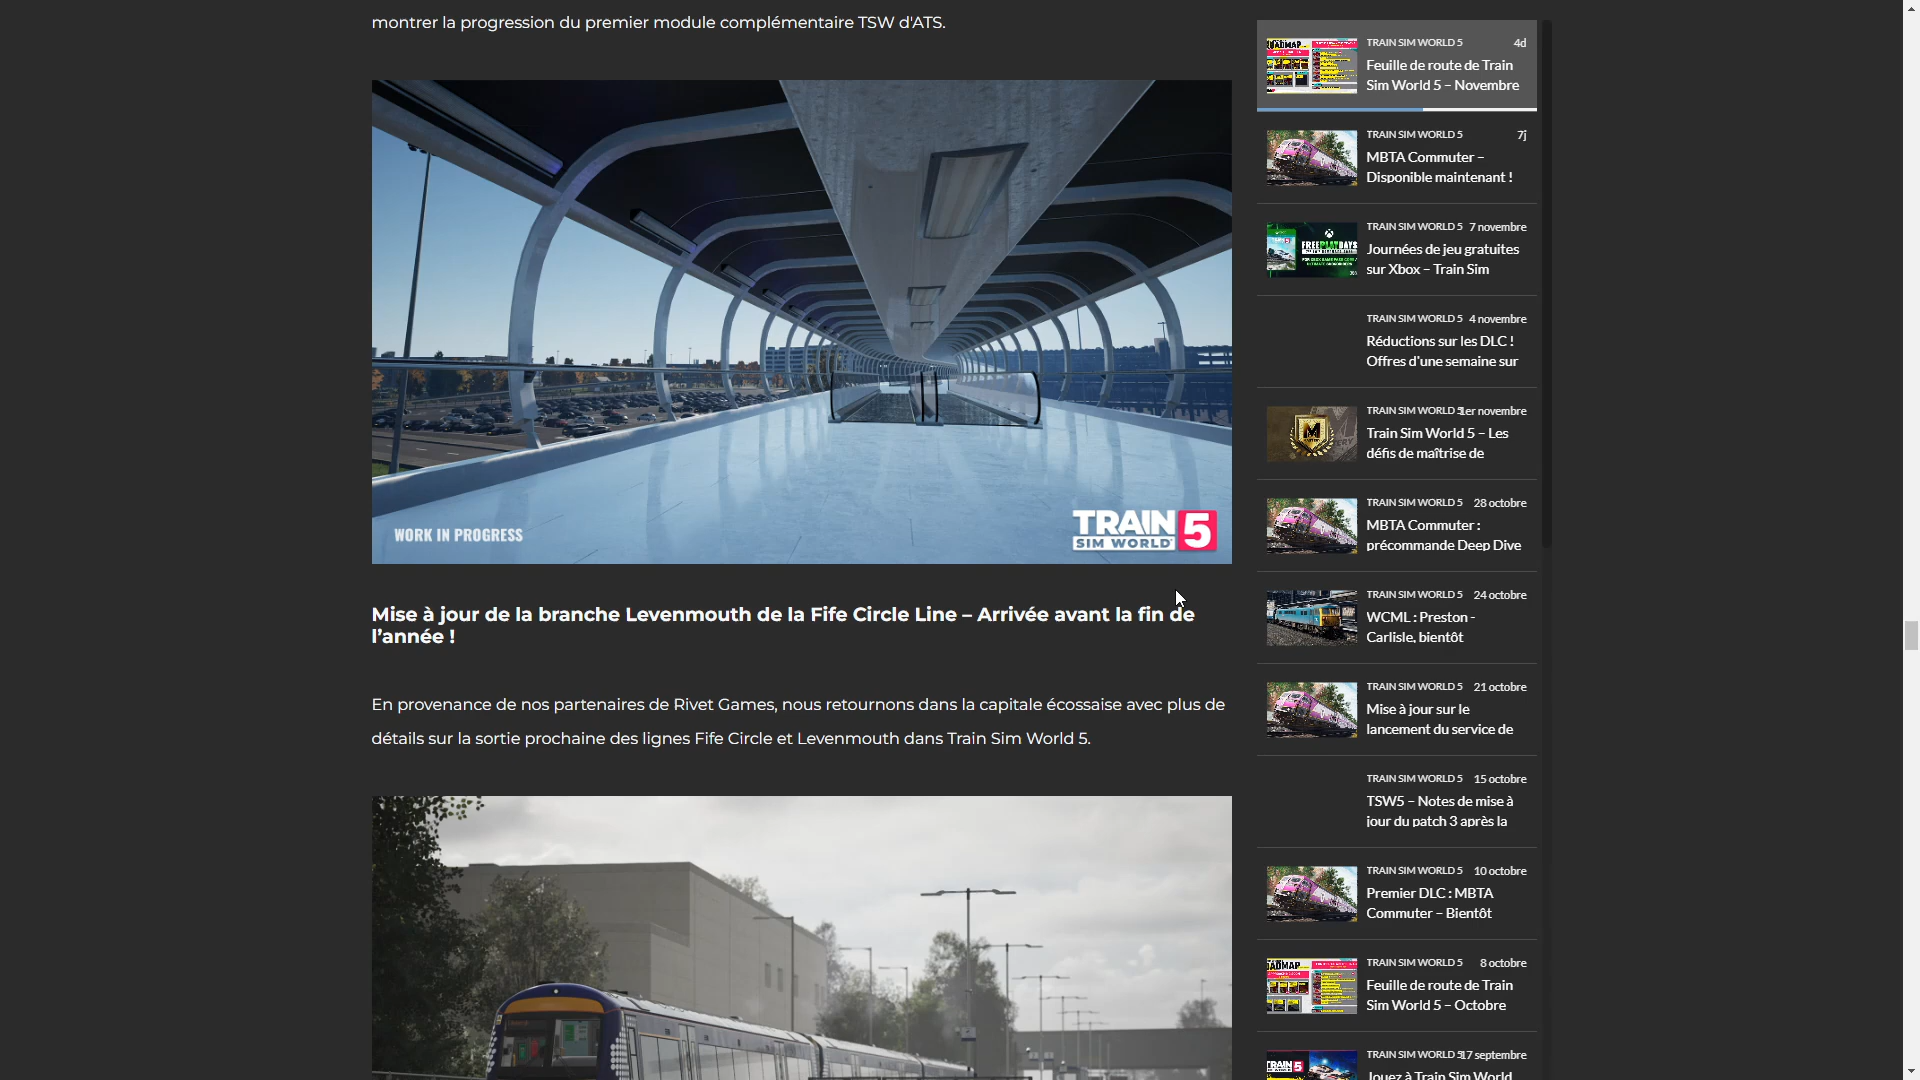 montrer la progression du premier module complémentaire TSW d'ATS.
WORK IN PROGRESS
TRAIN 5
SIM WORLD
Mise à jour de la branche Levenmouth de la Fife Circle Line – Arrivée avant la fin de
l'année !
En provenance de nos partenaires de Rivet Games, nous retournons dans la capitale écossaise avec plus de
détails sur la sortie prochaine des lignes Fife Circle et Levenmouth dans Train Sim World 5.
TRAIN SIM WORLD 5 4d
Feuille de route de Train
Sim World 5 – Novembre
TRAIN SIM WORLD 5 7j
MBTA Commuter –
Disponible maintenant !
FREE PLAY DAYS
TRAIN SIM WORLD 5 7 novembre
Journées de jeu gratuites
sur Xbox – Train Sim
TRAIN SIM WORLD 5 4 novembre
Réductions sur les DLC !
Offres d'une semaine sur
TRAIN SIM WORLD 5 1er novembre
Train Sim World 5 – Les
défis de maîtrise de
TRAIN SIM WORLD 5 28 octobre
MBTA Commuter :
précommande Deep Dive
TRAIN SIM WORLD 5 24 octobre
WCML : Preston -
Carlisle, bientôt
TRAIN SIM WORLD 5 21 octobre
Mise à jour sur le
lancement du service de
TRAIN SIM WORLD 5 15 octobre
TSW5 – Notes de mise à
jour du patch 3 après la
TRAIN SIM WORLD 5 10 octobre
Premier DLC : MBTA
Commuter – Bientôt
TRAIN SIM WORLD 5 8 octobre
Feuille de route de Train
Sim World 5 – Octobre
TRAIN 5
TRAIN SIM WORLD 5 17 septembre
Jouez à Train Sim World